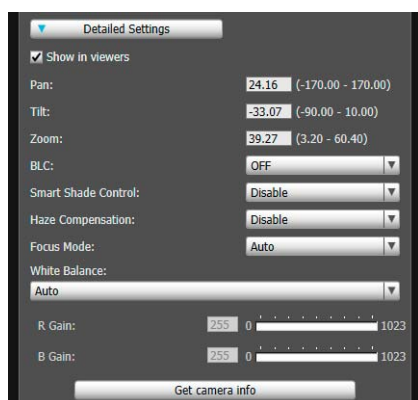 Detailed Settings
Show in viewers
Pan: 24.16 (-170.00 - 170.00)
Tilt: -33.07 (-90.00 - 10.00)
Zoom: 39.27 (3.20 - 60.40)
BLC: OFF
Smart Shade Control: Disable
Haze Compensation: Disable
Focus Mode: Auto
White Balance:
Auto
R Gain: 255 0 1023
B Gain: 255 0 1023
Get camera info